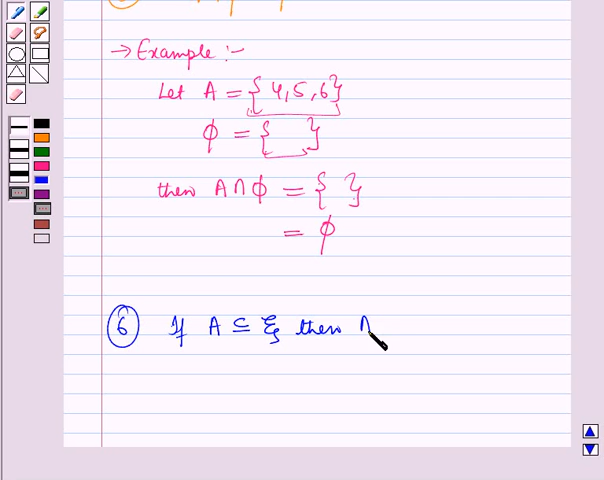 → Example :-
Let A = { 4, 5, 6 }
ϕ = { }
then A ∩ ϕ = { }
= ϕ
⑥ If A ⊆ ξ then